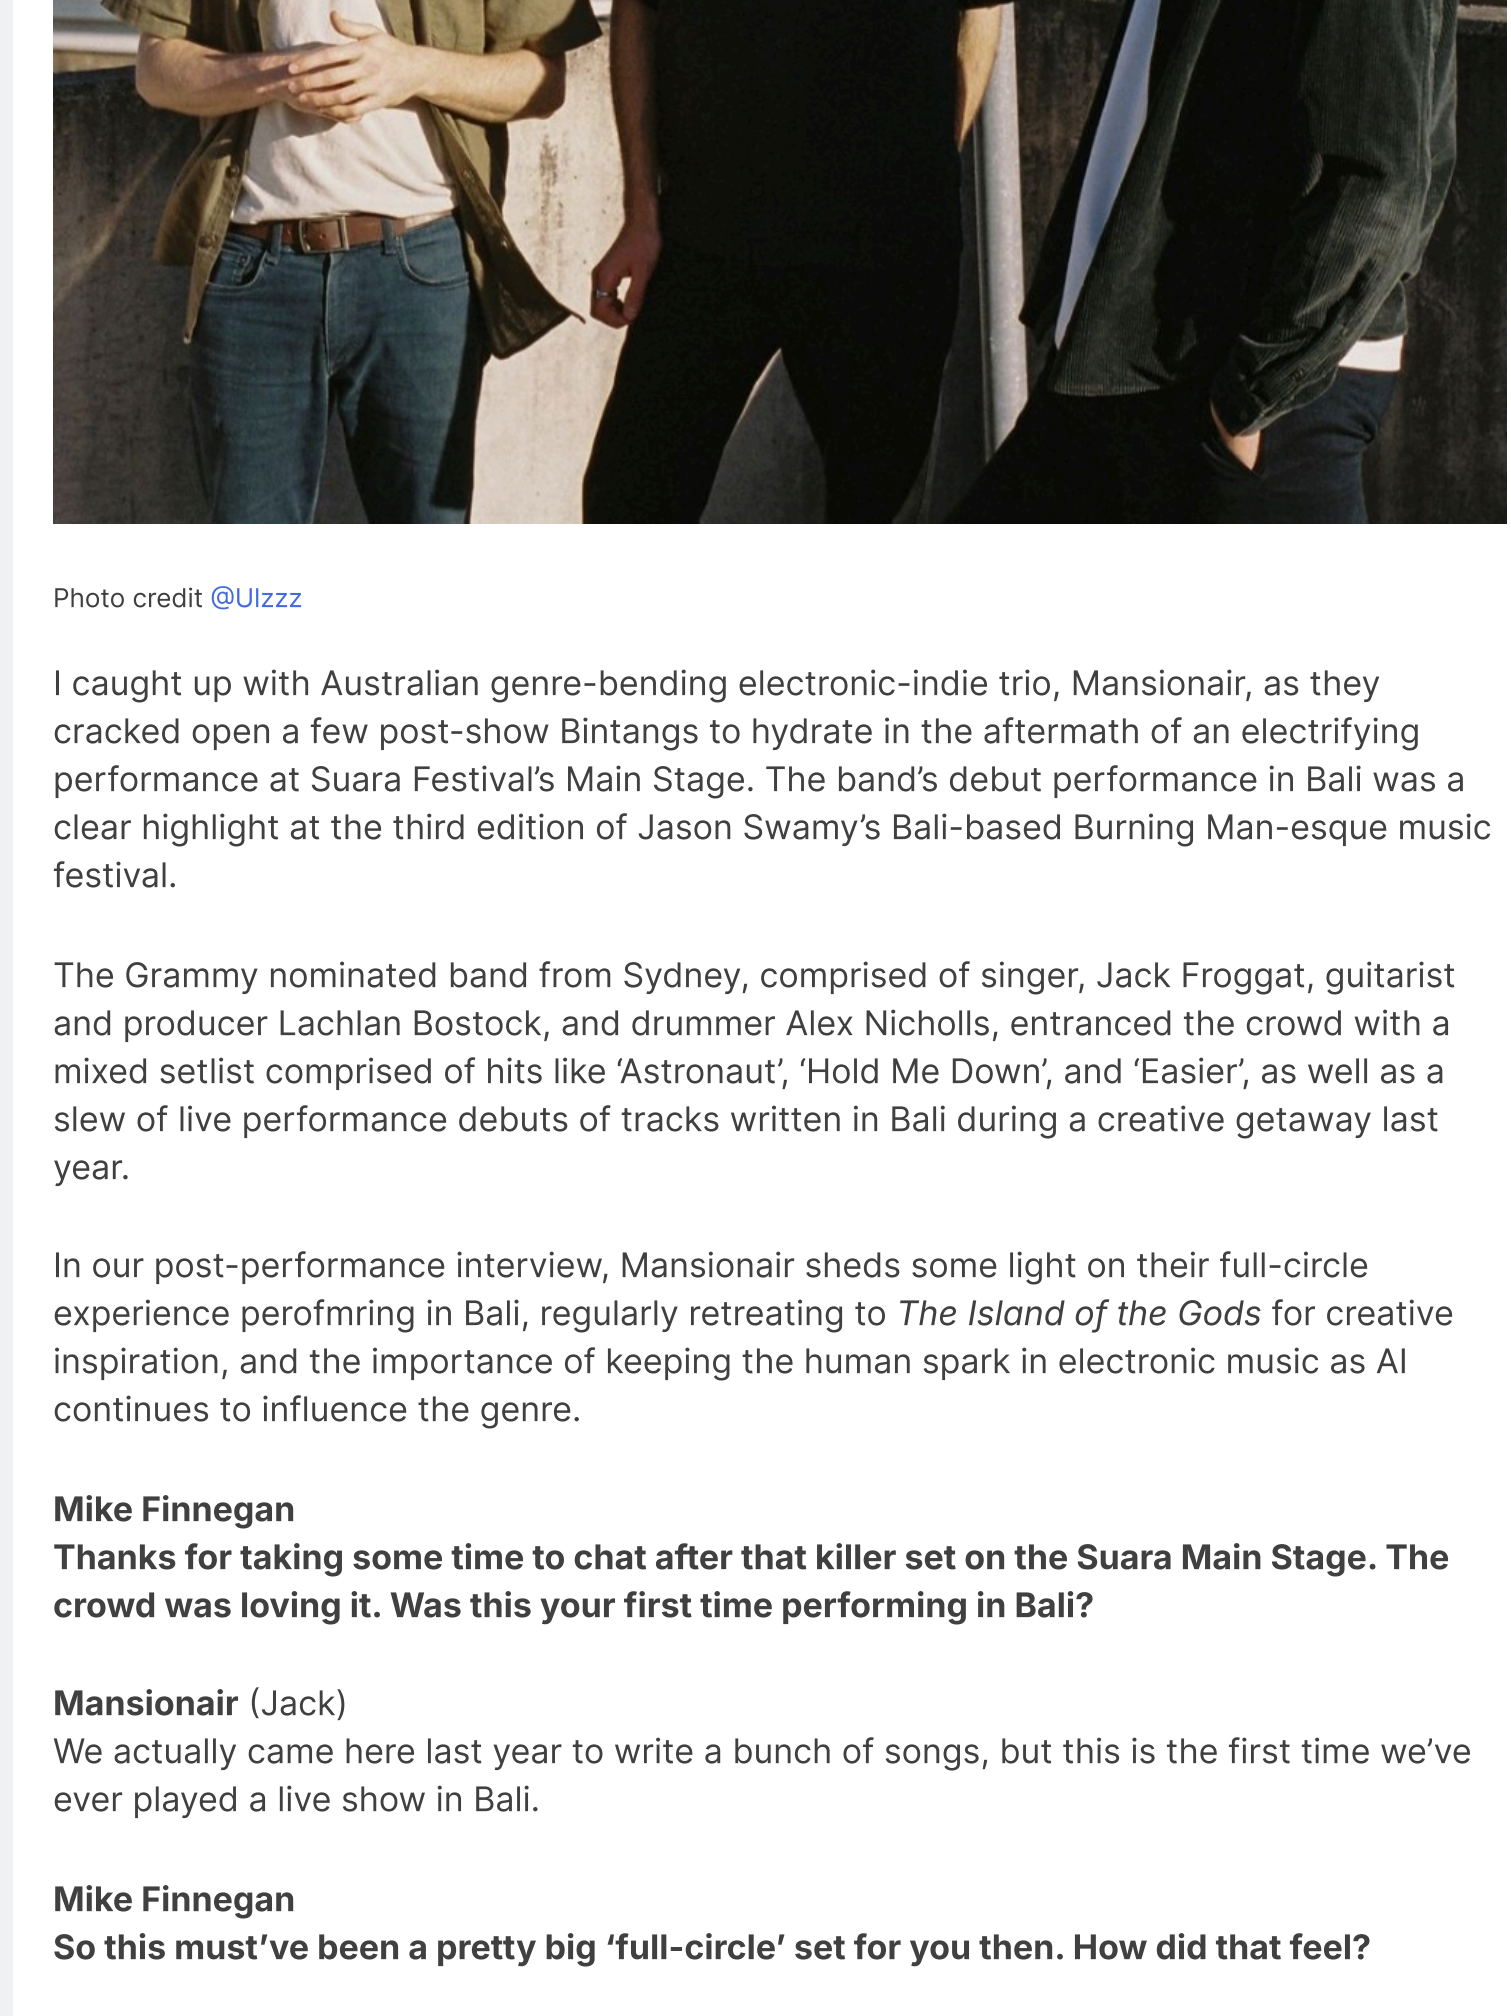 Photo credit @Ulzzz
I caught up with Australian genre-bending electronic-indie trio, Mansionair, as they
cracked open a few post-show Bintangs to hydrate in the aftermath of an electrifying
performance at Suara Festival’s Main Stage. The band’s debut performance in Bali was a
clear highlight at the third edition of Jason Swamy’s Bali-based Burning Man-esque music
festival.
The Grammy nominated band from Sydney, comprised of singer, Jack Froggat, guitarist
and producer Lachlan Bostock, and drummer Alex Nicholls, entranced the crowd with a
mixed setlist comprised of hits like ‘Astronaut’, ‘Hold Me Down’, and ‘Easier’, as well as a
slew of live performance debuts of tracks written in Bali during a creative getaway last
year.
In our post-performance interview, Mansionair sheds some light on their full-circle
experience perofmring in Bali, regularly retreating to The Island of the Gods for creative
inspiration, and the importance of keeping the human spark in electronic music as AI
continues to influence the genre.
Mike Finnegan
Thanks for taking some time to chat after that killer set on the Suara Main Stage. The
crowd was loving it. Was this your first time performing in Bali?
Mansionair (Jack)
We actually came here last year to write a bunch of songs, but this is the first time we’ve
ever played a live show in Bali.
Mike Finnegan
So this must’ve been a pretty big ‘full-circle’ set for you then. How did that feel?